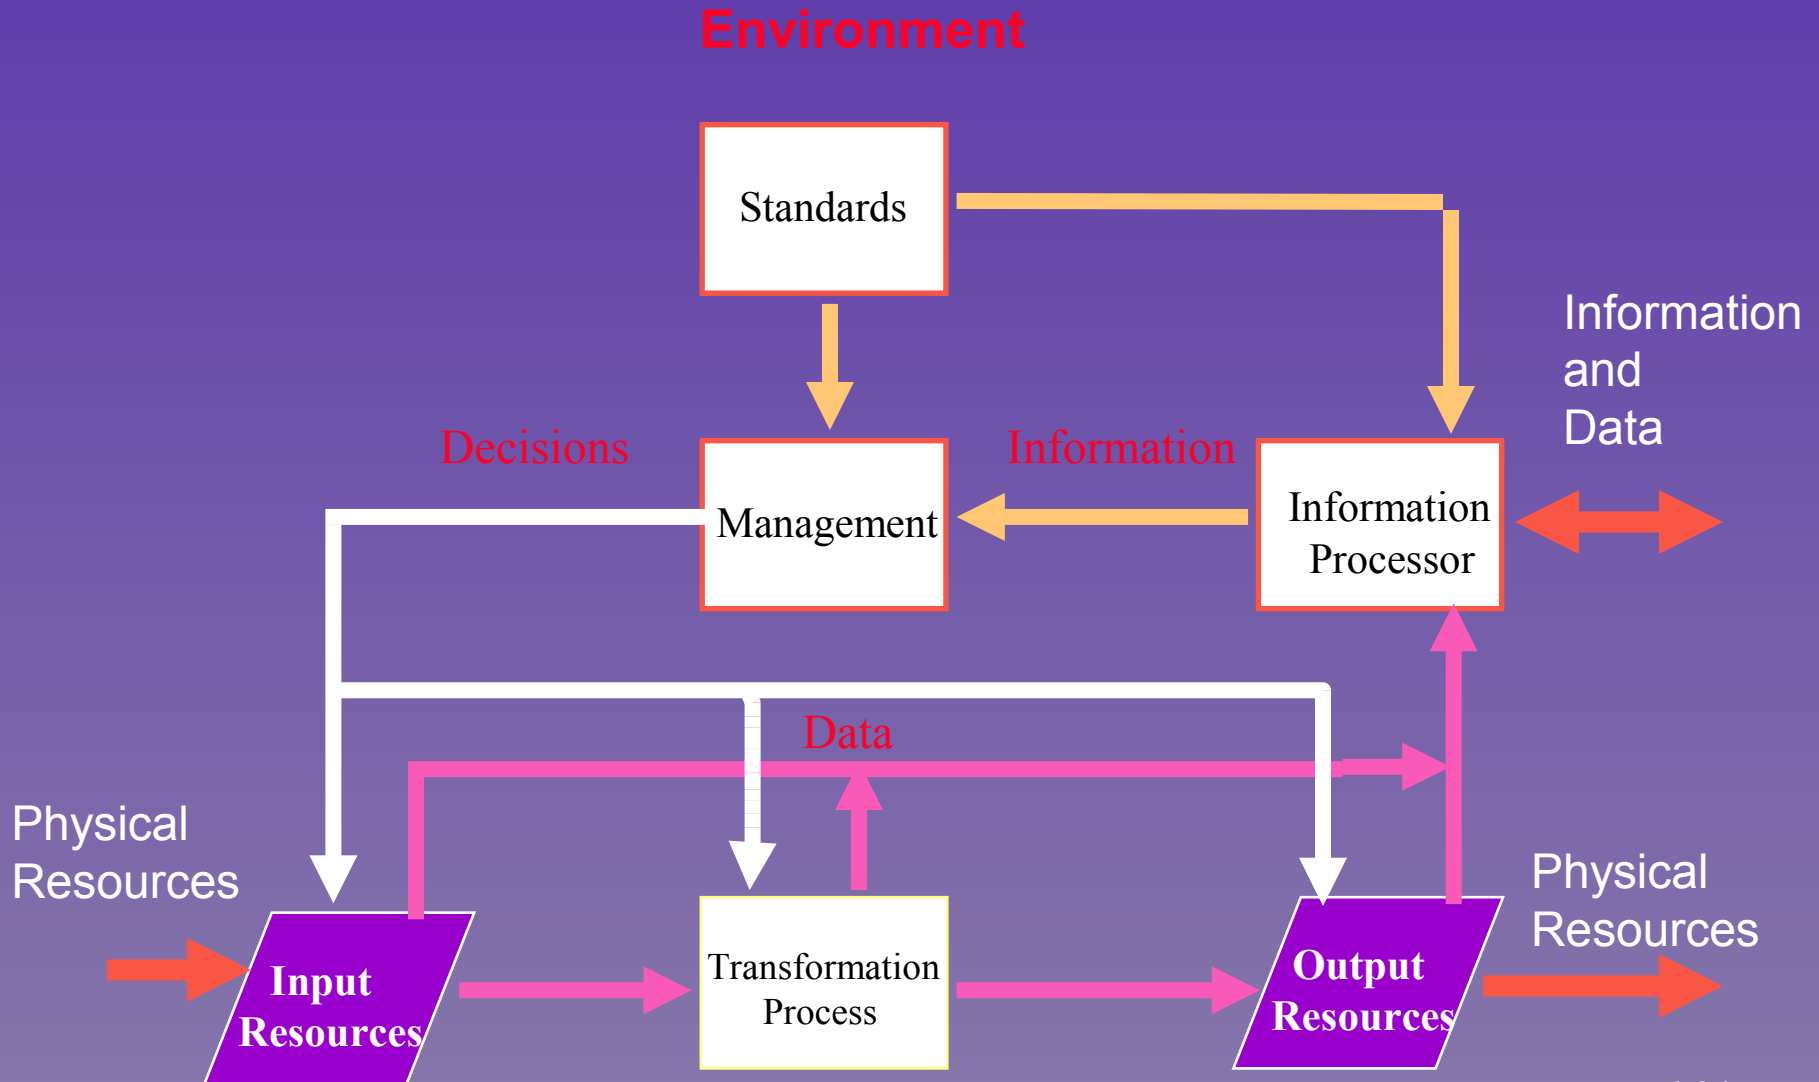 Environment
Standards
Information
and
Data
Decisions
Information
Management
Information
Processor
Data
Physical
Resources
Physical
Resources
Input
Resources
Transformation
Process
Output
Resources